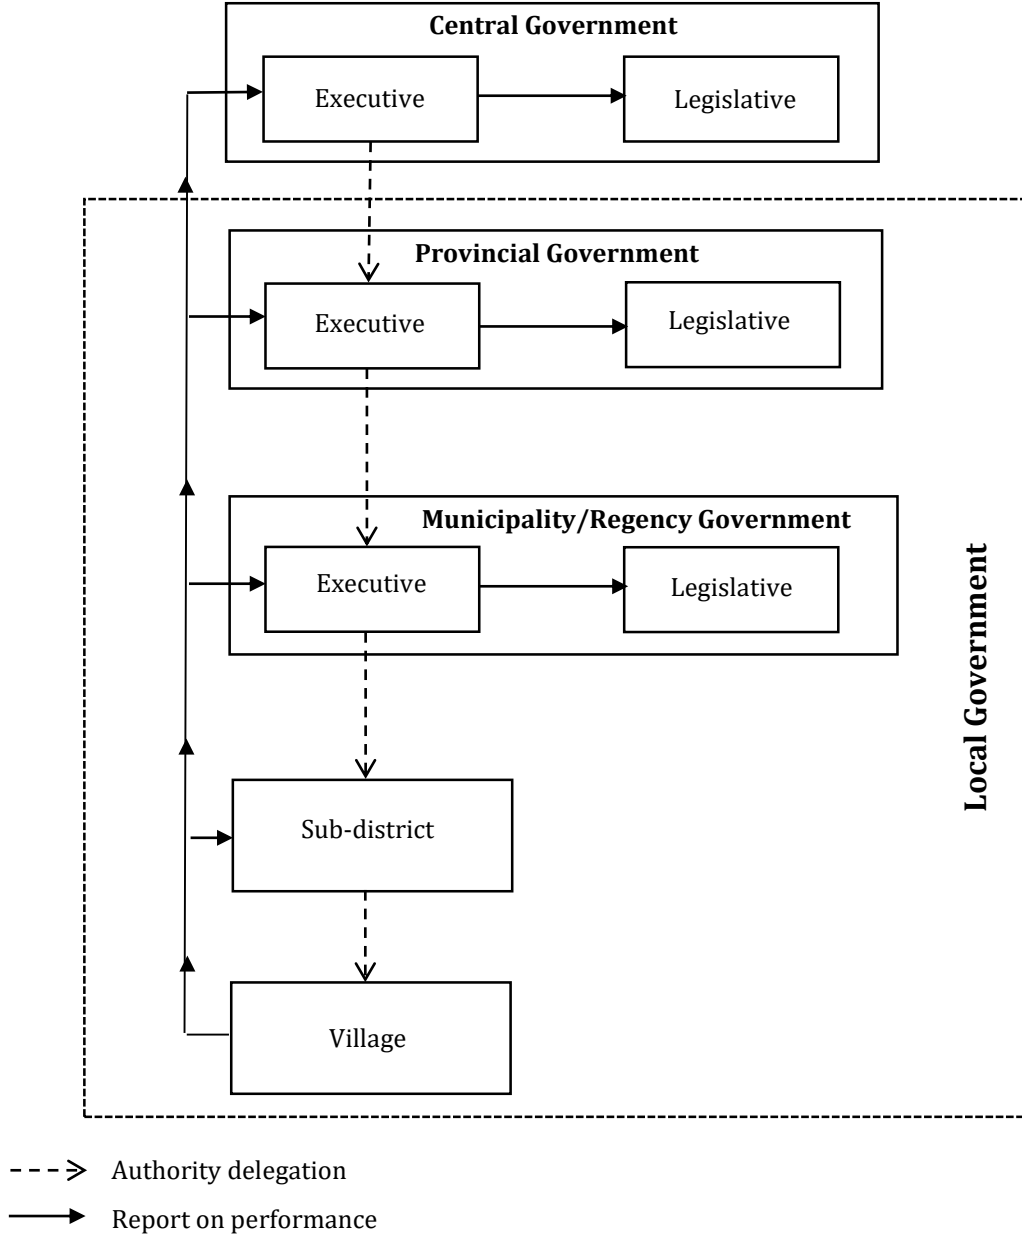 Central Government
Executive
Legislative
Provincial Government
Executive
Legislative
Municipality/Regency Government
Executive
Legislative
Local Government
Sub-district
Village
Authority delegation
Report on performance